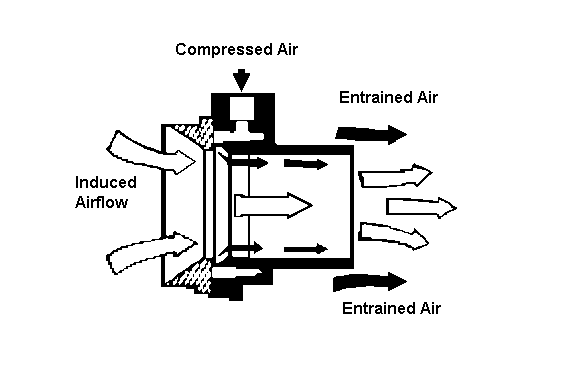 Compressed Air
Entrained Air
Induced
Airflow
Entrained Air